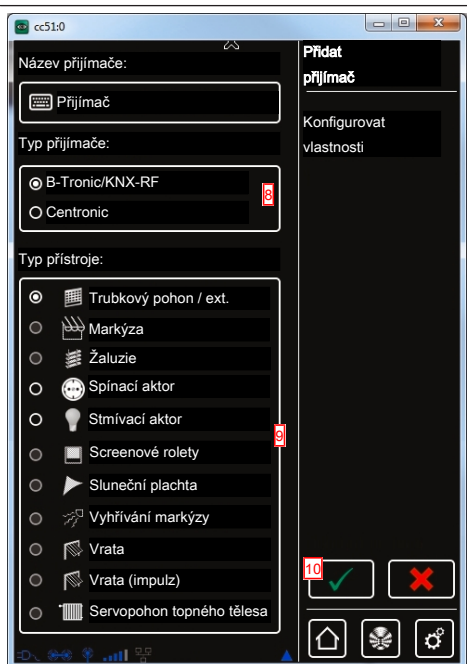 cc51:0
Název přijímače:
Přijímač
Typ přijímače:
B-Tronic/KNX-RF
8
Centronic
Typ přístroje:
Trubkový pohon / ext.
Markýza
Žaluzie
Spínací aktor
Stmívací aktor
9
Screenové rolety
Sluneční plachta
Vyhřívání markýzy
Vrata
Vrata (impulz)
Servopohon topného tělesa
Přidat
přijímač
Konfigurovat
vlastnosti
10